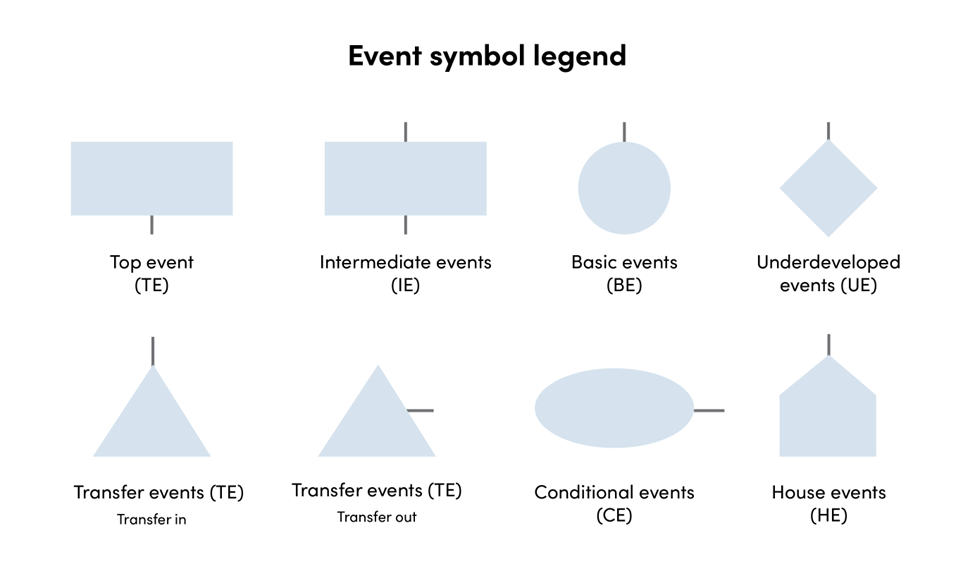 Event symbol legend
Top event
(TE)
Intermediate events
(IE)
Basic events
(BE)
Underdeveloped
events (UE)
Transfer events (TE)
Transfer in
Transfer events (TE)
Transfer out
Conditional events
(CE)
House events
(HE)